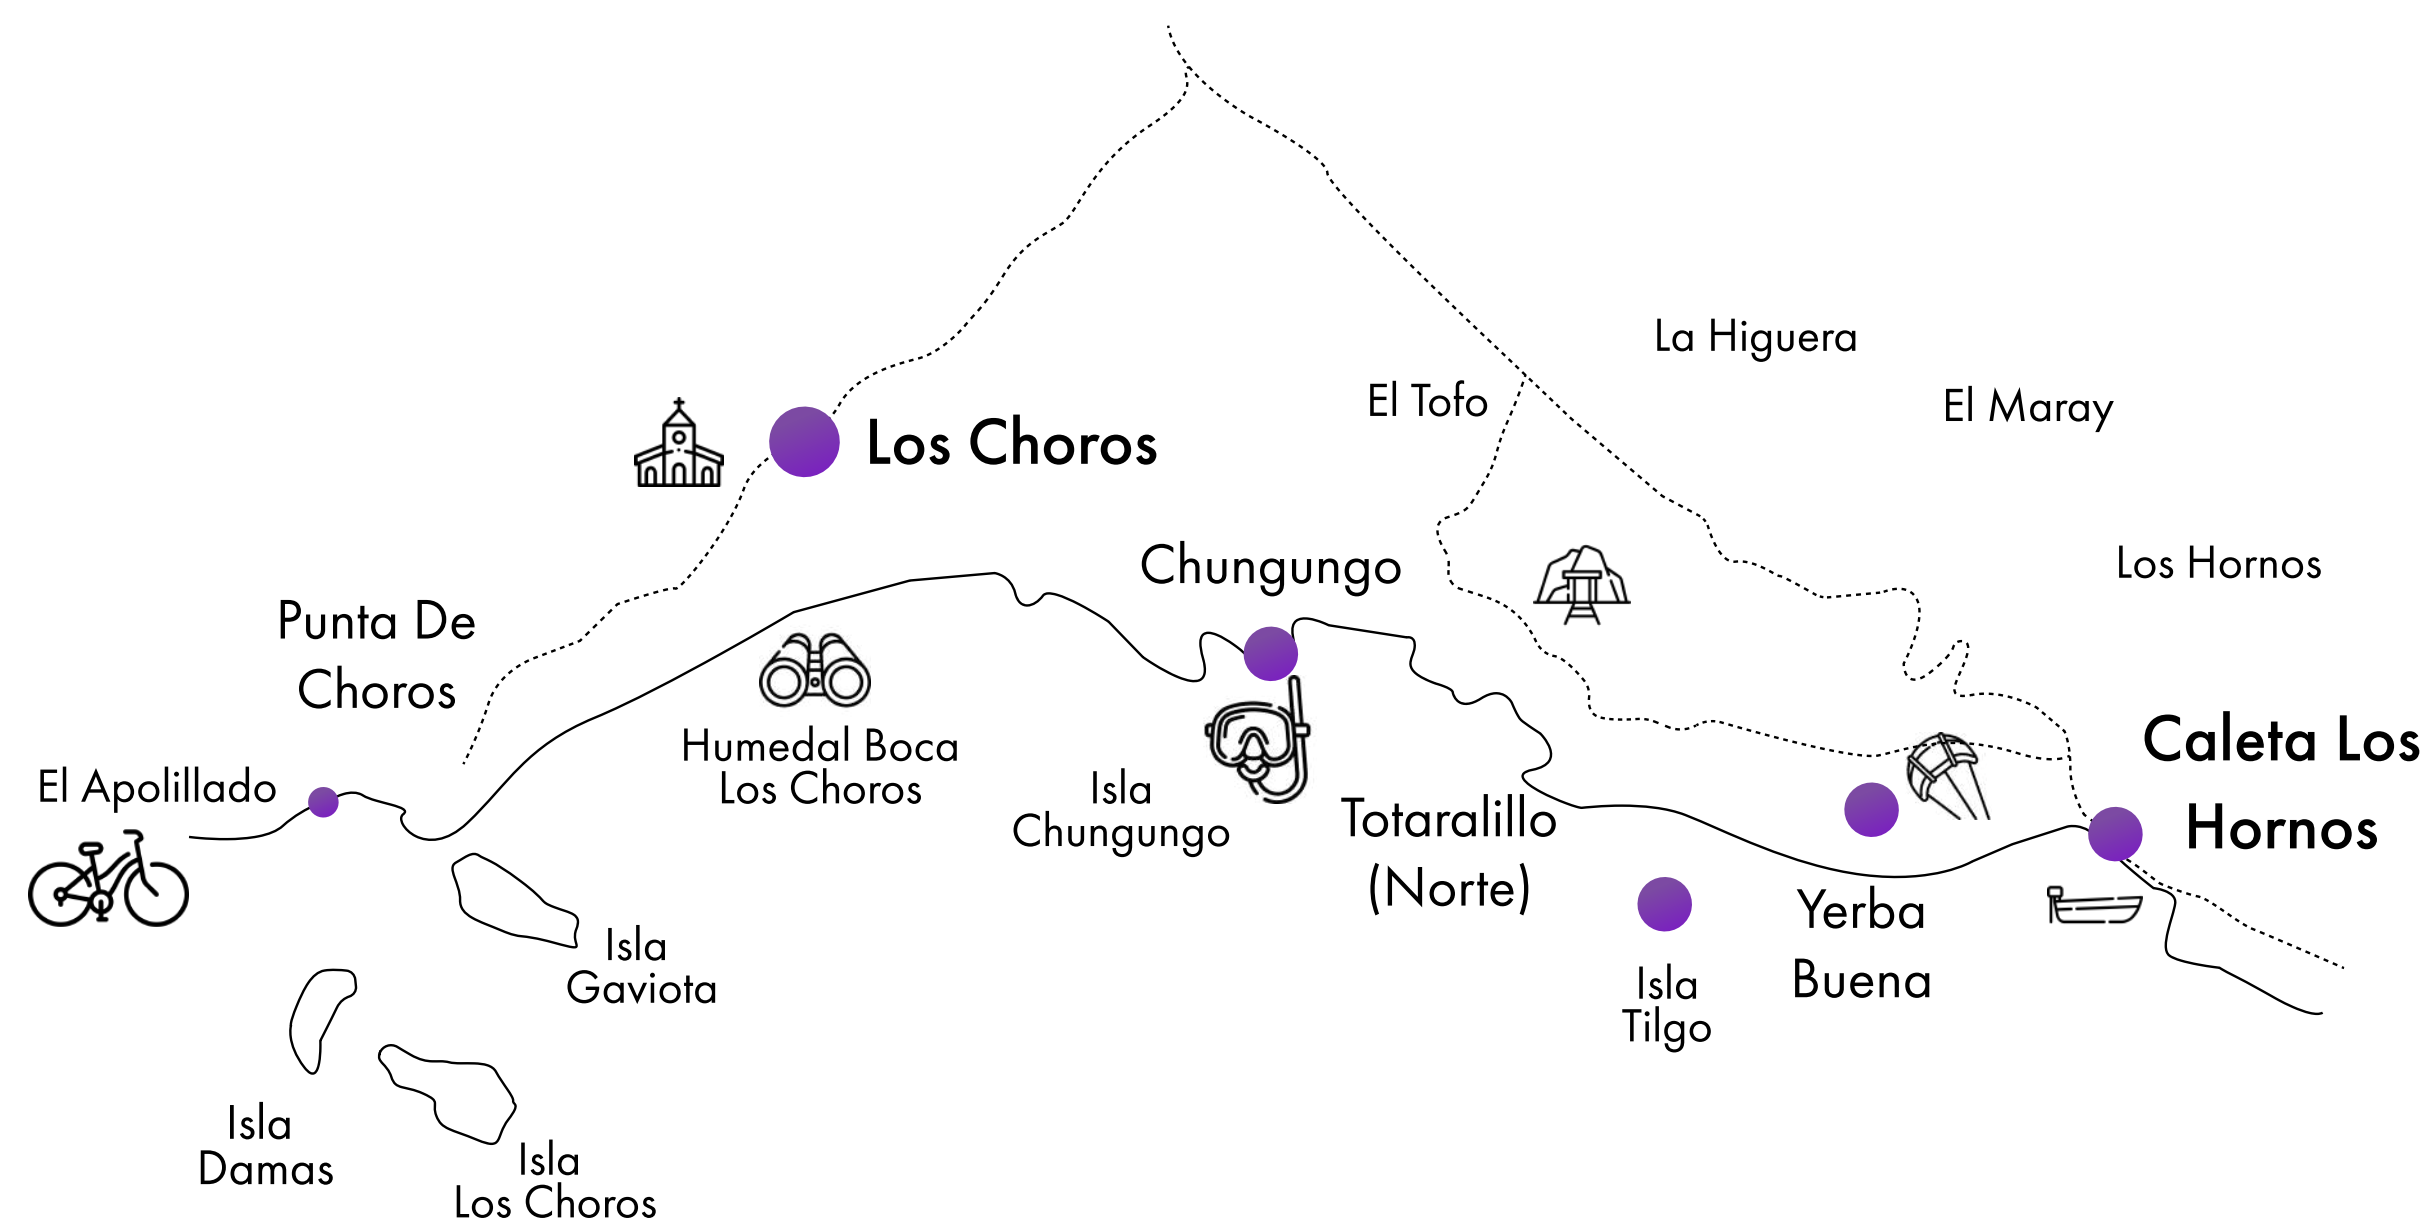 La Higuera
El Tofo
El Maray
Los Choros
Chungungo
Los Hornos
Punta De
Choros
Caleta Los
Hornos
Humedal Boca
Los Choros
El Apolillado
Isla
Chungungo
Totaralillo
(Norte)
Yerba
Buena
Isla
Gaviota
Isla
Tilgo
Isla
Damas
Isla
Los Choros